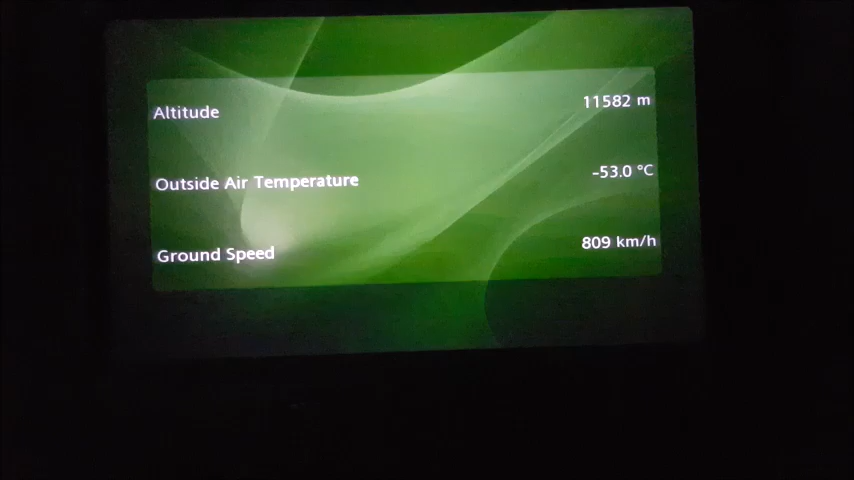 Altitude 11582 m
Outside Air Temperature -53.0 °C
Ground Speed 809 km/h